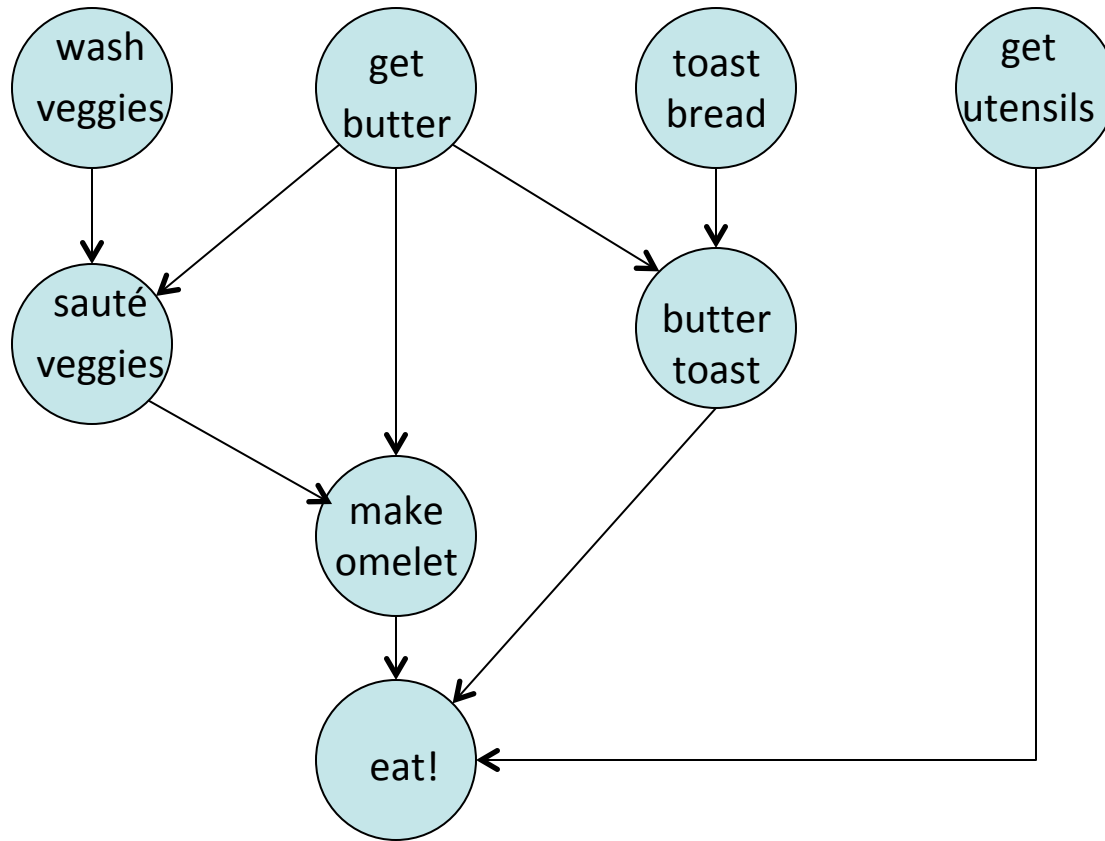 wash
veggies
get
butter
toast
bread
get
utensils
sauté
veggies
butter
toast
make
omelet
eat!